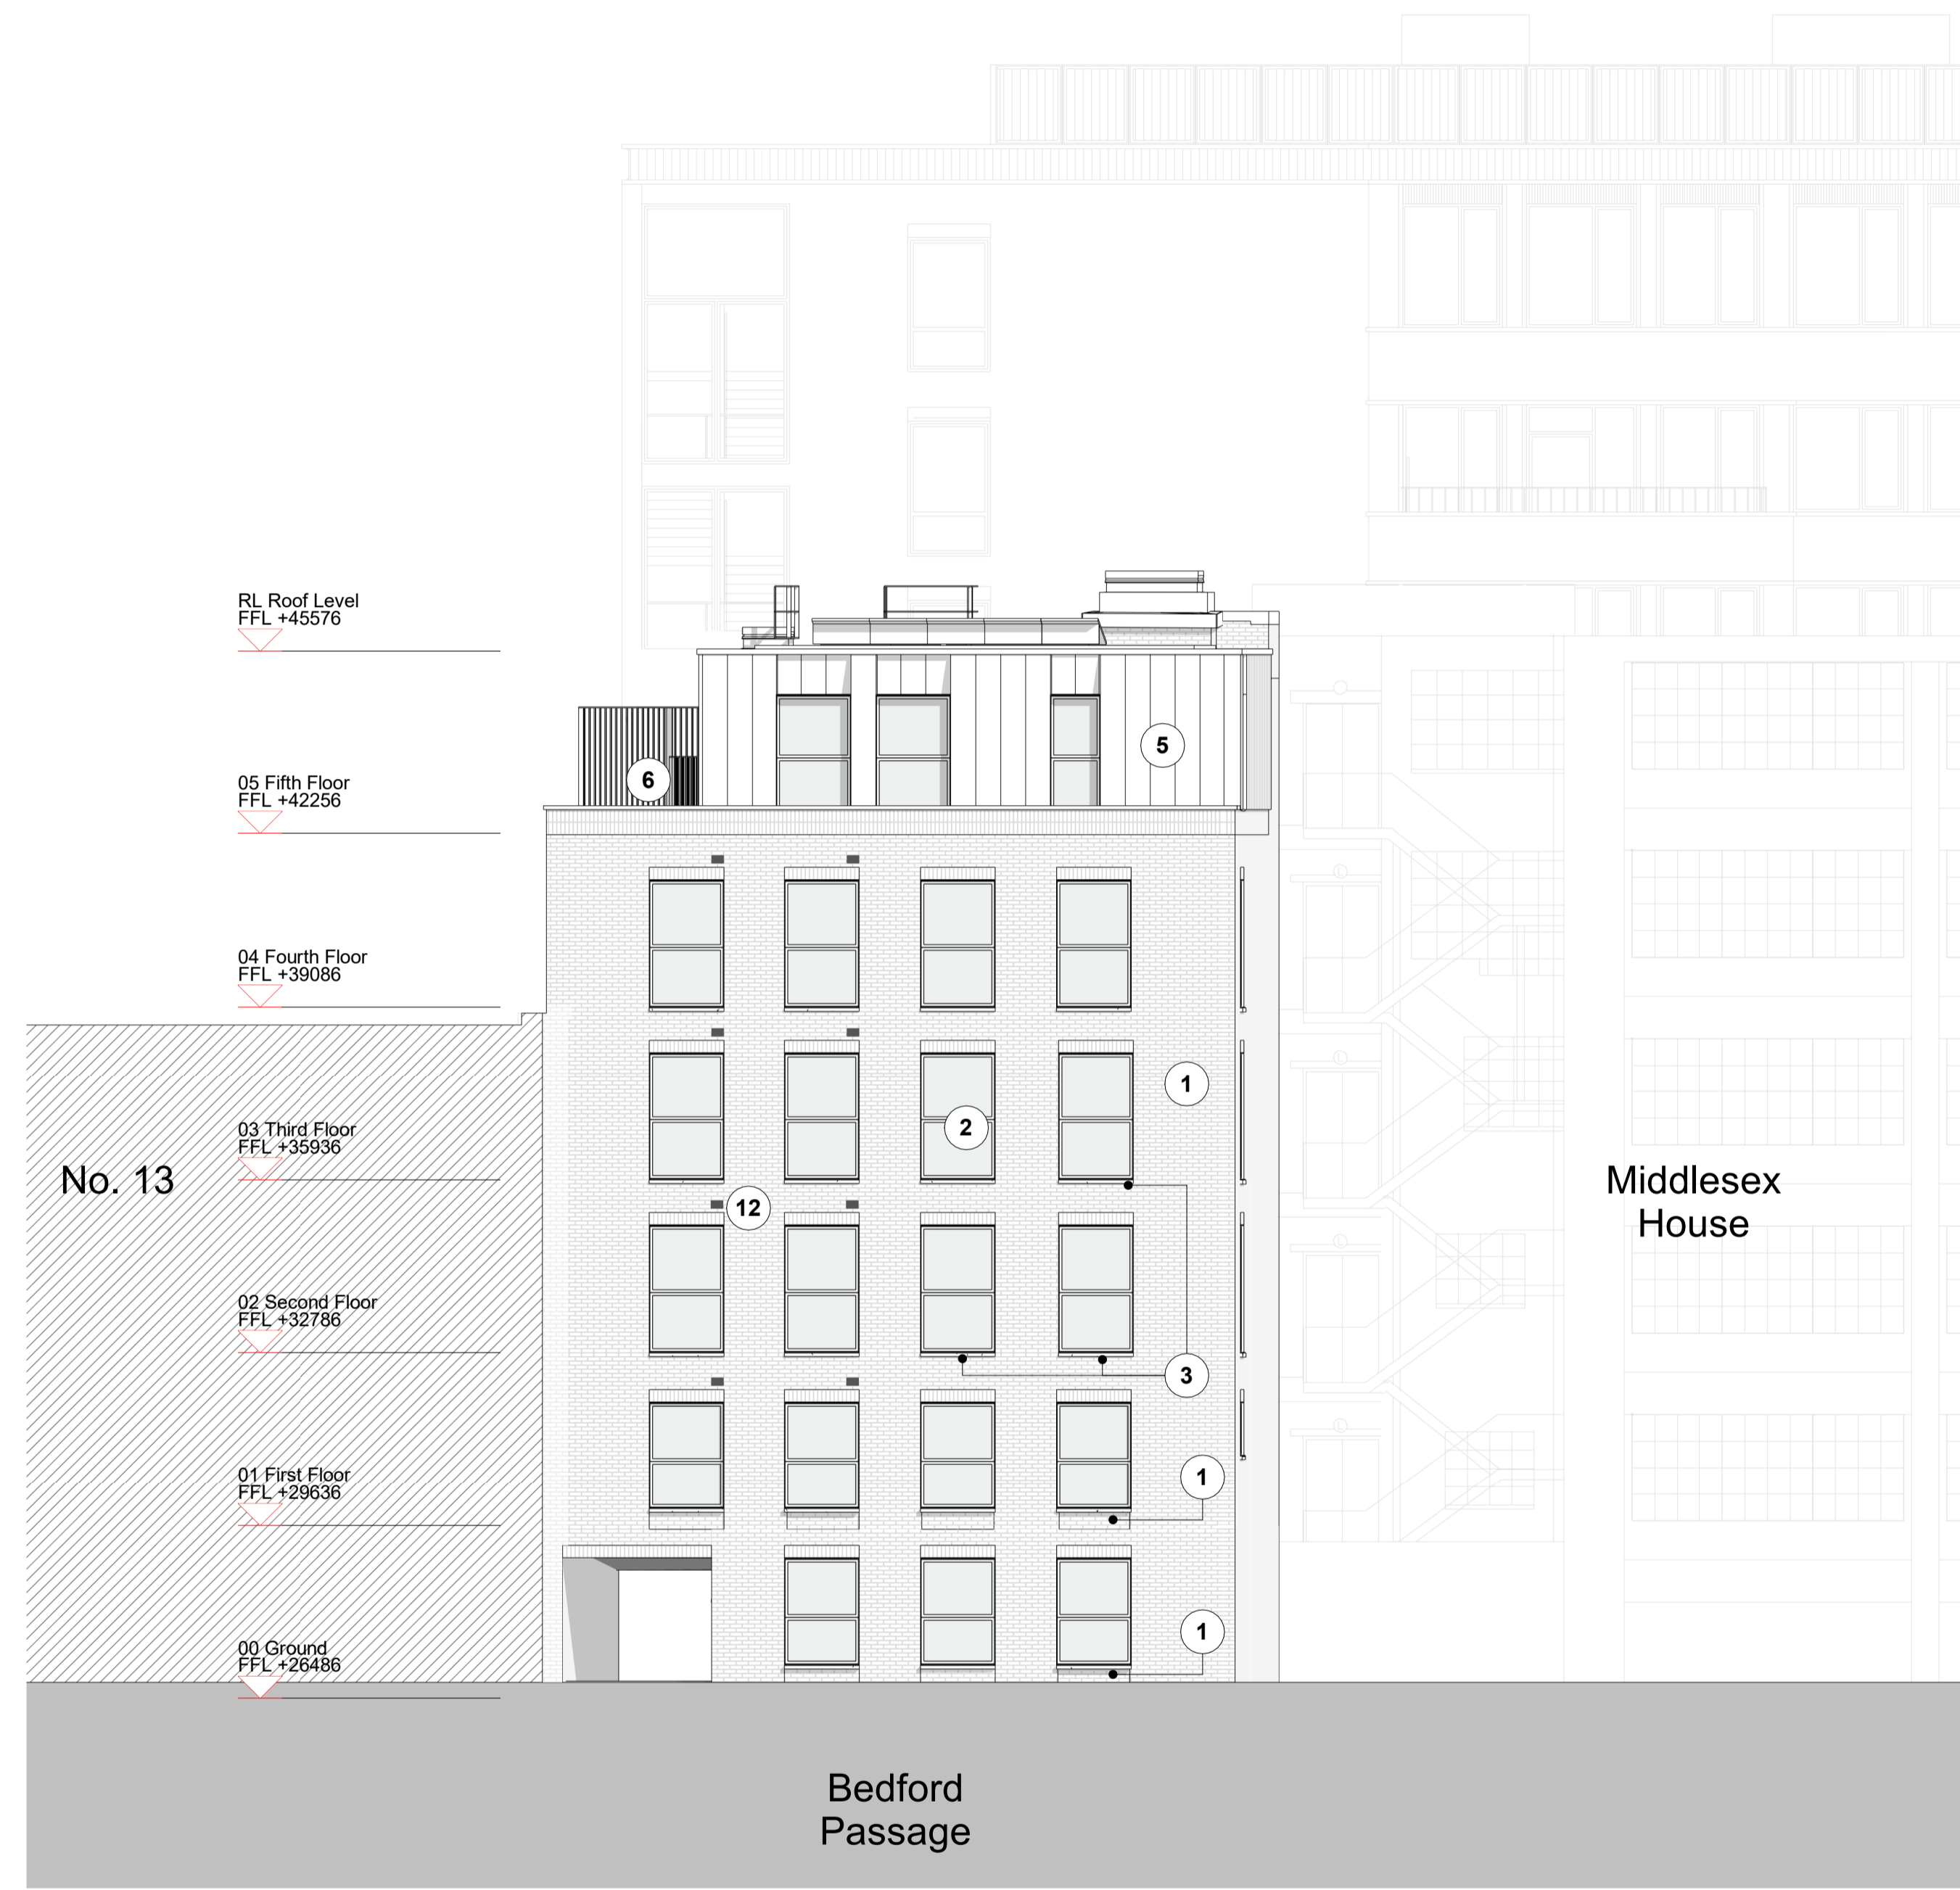 RL Roof Level
FFL +45576
05 Fifth Floor
FFL +42256
6
5
04 Fourth Floor
FFL +39086
1
2
03 Third Floor
FFL +35936
No. 13
Middlesex
House
12
02 Second Floor
FFL +32786
3
01 First Floor
FFL +29636
1
00 Ground
FFL +26486
1
Bedford
Passage